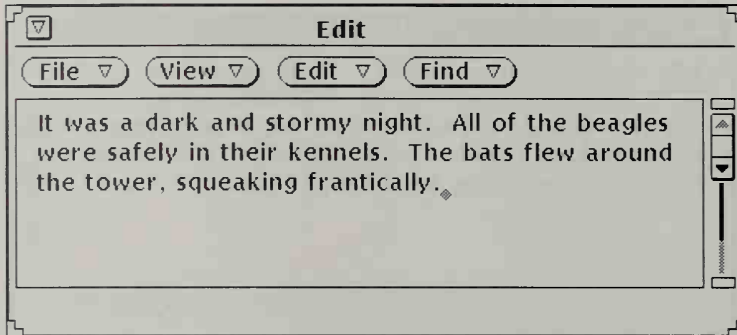 Edit
File View Edit Find
It was a dark and stormy night.  All of the beagles
were safely in their kennels.  The bats flew around
the tower, squeaking frantically.